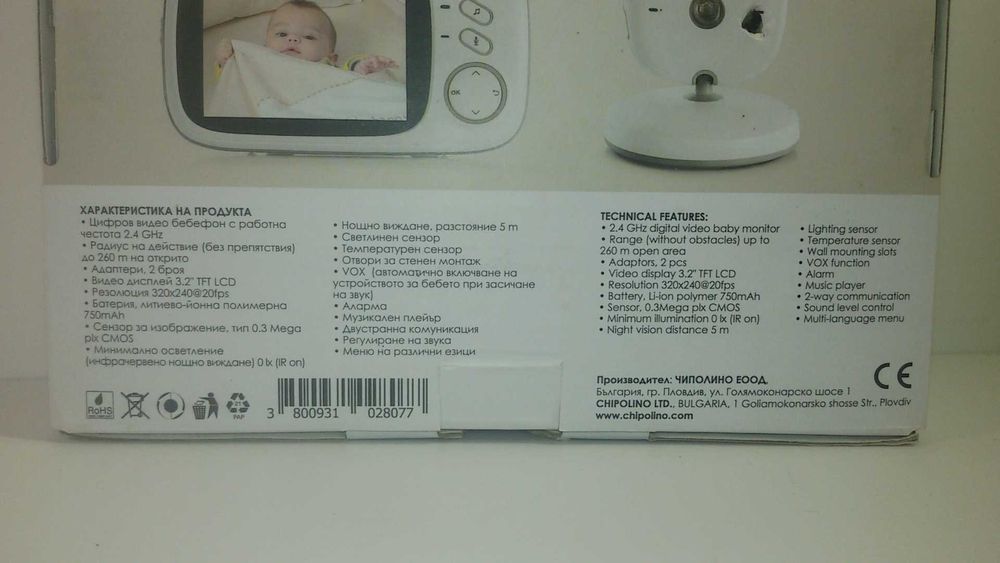 OK
ХАРАКТЕРИСТИКА НА ПРОДУКТА
• Цифров видео бебефон с работна
честота 2.4 GHz
• Радиус на действие (без препятствия)
до 260 m на открито
• Адаптери, 2 броя
• Видео дисплей 3.2" TFT LCD
• Резолюция 320x240@20fps
• Батерия, литиево-йонна полимерна
750mAh
• Сензор за изображение, тип 0.3 Mega
pix CMOS
• Минимално осветление
(инфрачервено нощно виждане) 0 lx (IR on)
• Нощно виждане, разстояние 5 m
• Светлинен сензор
• Температурен сензор
• Отвори за стенен монтаж
• VOX (автоматично включване на
устройството за бебето при засичане
на звук)
• Аларма
• Музикален плейър
• Двустранна комуникация
• Регулиране на звука
• Меню на различни езици
TECHNICAL FEATURES:
• 2.4 GHz digital video baby monitor
• Range (without obstacles) up to
260 m open area
• Adaptors, 2 pcs
• Video display 3.2" TFT LCD
• Resolution 320x240@20fps
• Battery, Li-ion polymer 750mAh
• Sensor, 0.3Mega pix CMOS
• Minimum illumination 0 lx (IR on)
• Night vision distance 5 m
• Lighting sensor
• Temperature sensor
• Wall mounting slots
• VOX function
• Alarm
• Music player
• 2-way communication
• Sound level control
• Multi-language menu
RoHS
21
PAP
3 800931 028077
Производител: ЧИПОЛИНО ЕООД,
България, гр. Пловдив, ул. Голямоконарско шосе 1
CHIPOLINO LTD., BULGARIA, 1 Goliamokonarsko shosse Str., Plovdiv
www.chipolino.com
CE